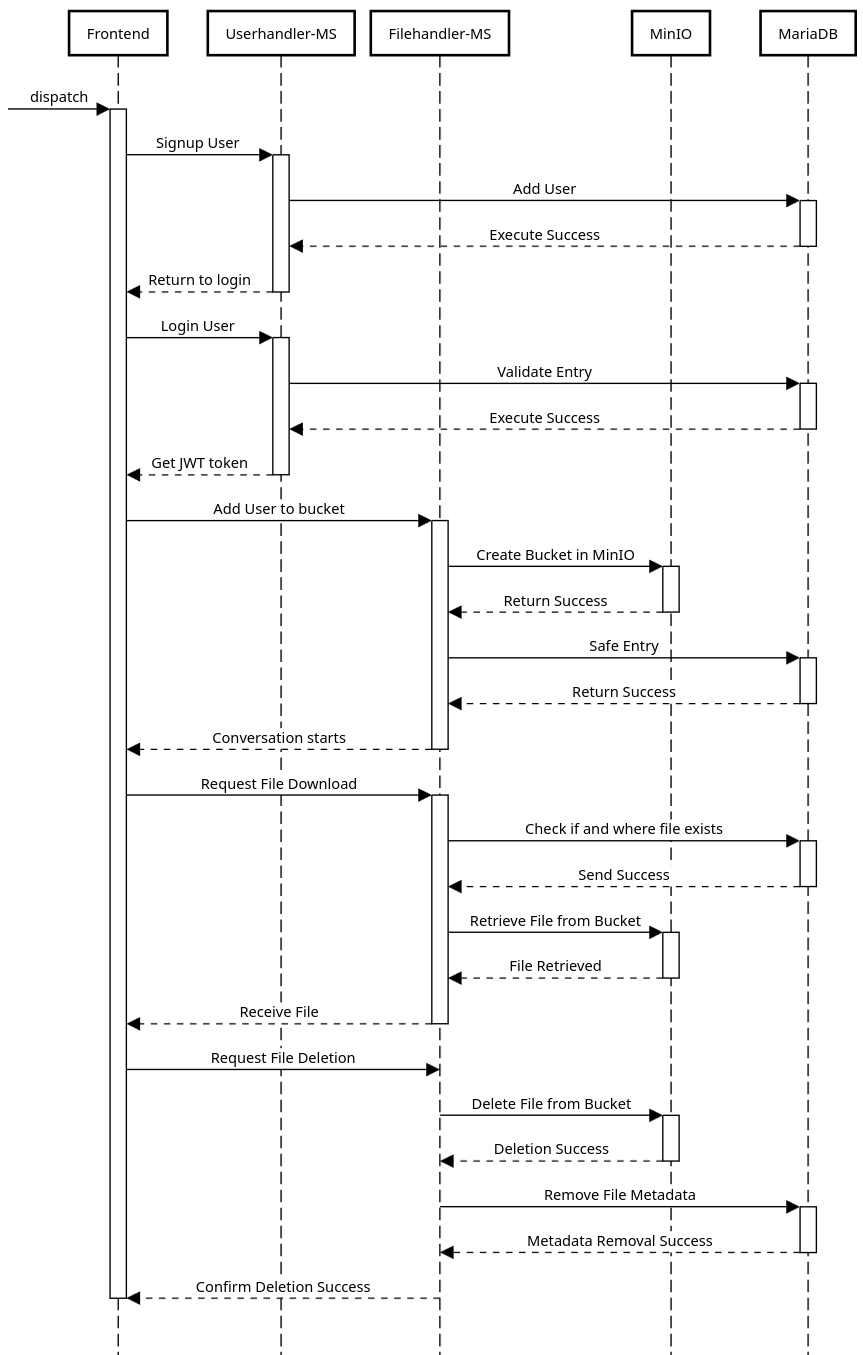 Frontend
Userhandler-MS
Filehandler-MS
MinIO
MariaDB
dispatch
Signup User
Add User
Execute Success
Return to login
Login User
Validate Entry
Execute Success
Get JWT token
Add User to bucket
Create Bucket in MinIO
Return Success
Safe Entry
Return Success
Conversation starts
Request File Download
Check if and where file exists
Send Success
Retrieve File from Bucket
File Retrieved
Receive File
Request File Deletion
Delete File from Bucket
Deletion Success
Remove File Metadata
Metadata Removal Success
Confirm Deletion Success